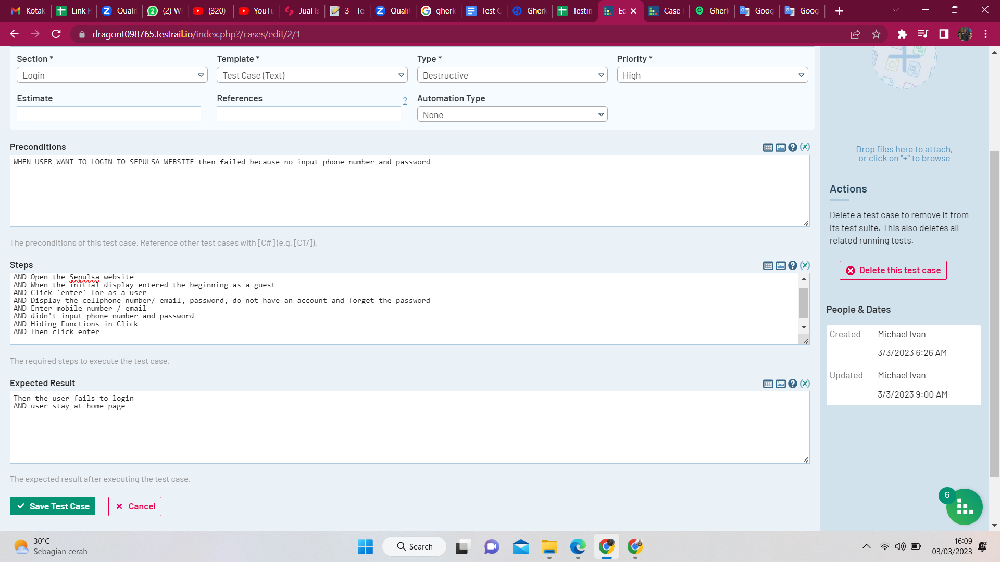 Kotak
Link R
Quali
(2) W
(320)
YouTu
Jual Is
3 - Te
Quali
gherk
Test C
Gherk
Testin
Ec
Case
Gherk
Goog
Goog
dragont098765.testrail.io/index.php?/cases/edit/2/1
Section *
Template *
Type *
Priority *
Login
Test Case (Text)
Destructive
High
Estimate
References
?
Automation Type
None
Preconditions
WHEN USER WANT TO LOGIN TO SEPULSA WEBSITE then failed because no input phone number and password
The preconditions of this test case. Reference other test cases with [C#] (e.g. [C17]).
Steps
AND Open the Sepulsa website
AND When the initial display entered the beginning as a guest
AND Click 'enter' for as a user
AND Display the cellphone number/ email, password, do not have an account and forget the password
AND Enter mobile number / email
AND didn't input phone number and password
AND Hiding Functions in Click
AND Then click enter
The required steps to execute the test case.
Expected Result
Then the user fails to login
AND user stay at home page
The expected result after executing the test case.
Save Test Case
Cancel
Drop files here to attach,
or click on "+" to browse
Actions
Delete a test case to remove it from
its test suite. This also deletes all
related running tests.
Delete this test case
People & Dates
Created
Michael Ivan
3/3/2023 6:26 AM
Updated
Michael Ivan
3/3/2023 9:00 AM
6
30°C
Sebagian cerah
Search
16:09
03/03/2023